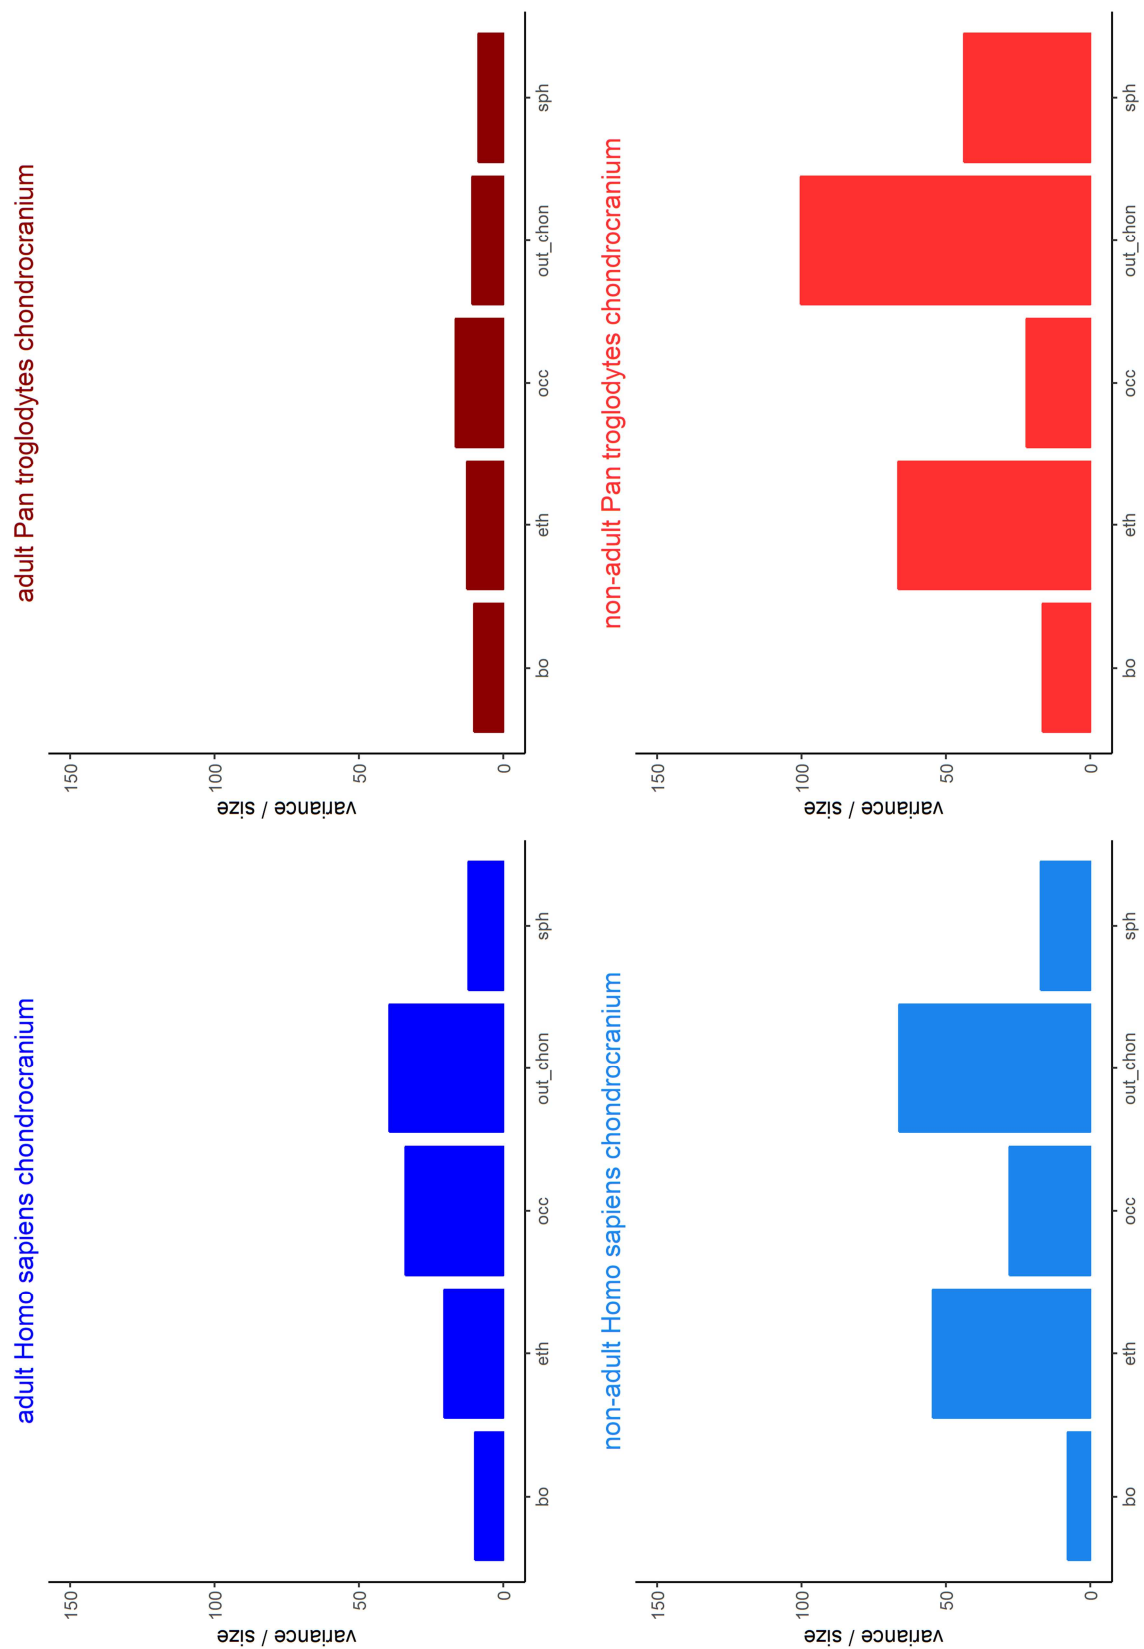 adult Homo sapiens chondrocranium
variance / size
150
100
50
0
bo
eth
occ
out_chon
sph
adult Pan troglodytes chondrocranium
variance / size
150
100
50
0
bo
eth
occ
out_chon
sph
non-adult Homo sapiens chondrocranium
variance / size
150
100
50
0
bo
eth
occ
out_chon
sph
non-adult Pan troglodytes chondrocranium
variance / size
150
100
50
0
bo
eth
occ
out_chon
sph